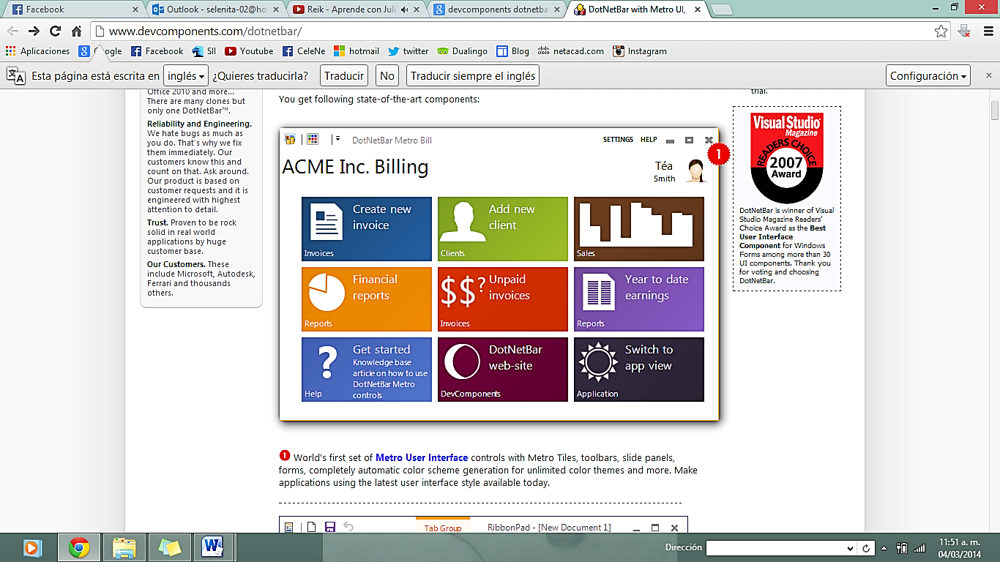 Facebook
Outlook - selenita-02@ho
Reik - Aprende con Juli
devcomponents dotnetba
DotNetBar with Metro UI,
www.devcomponents.com/dotnetbar/
Aplicaciones
Google
Facebook
SII
Youtube
CeleNe
hotmail
twitter
Dualingo
Blog
netacad.com
Instagram
Esta página está escrita en inglés ¿Quieres traducirla? Traducir No Traducir siempre el inglés Configuración
Office 2010 and more...
There are many clones but
only one DotNetBar™.
Reliability and Engineering.
We hate bugs as much as
you do. That's why we fix
them immediately. Our
customers know this and
count on that. Ask around.
Our product is based on
customer requests and it is
engineered with highest
attention to detail.
Trust. Proven to be rock
solid in real world
applications by huge
customer base.
Our Customers. These
include Microsoft, Autodesk,
Ferrari and thousands
others.
You get following state-of-the-art components:
DotNetBar Metro Bill
SETTINGS HELP
1
ACME Inc. Billing
Téa
Smith
Create new
invoice
Invoices
Add new
client
Clients
Sales
Financial
reports
Reports
$$?
Unpaid
invoices
Invoices
Year to date
earnings
Reports
?
Get started
Knowledge base
article on how to use
DotNetBar Metro
controls
Help
DotNetBar
web-site
DevComponents
Switch to
app view
Application
1 World's first set of Metro User Interface controls with Metro Tiles, toolbars, slide panels,
forms, completely automatic color scheme generation for unlimited color themes and more. Make
applications using the latest user interface style available today.
Tab Group
RibbonPad - [New Document 1]
trial.
Visual Studio
Magazine
READERS CHOICE
2007
Award
DotNetBar is winner of Visual
Studio Magazine Readers'
Choice Award as the Best
User Interface
Component for Windows
Forms among more than 30
UI components. Thank you
for voting and choosing
DotNetBar.
Dirección
11:51 a. m.
04/03/2014